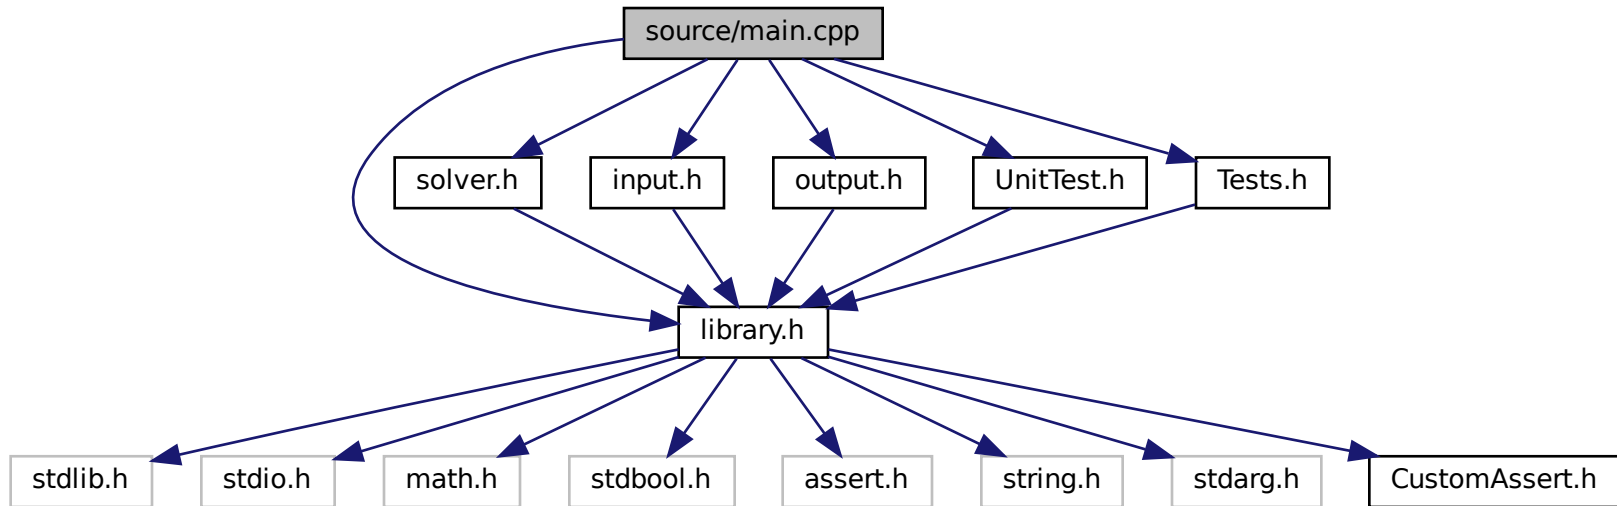 source/main.cpp
solver.h
input.h
output.h
UnitTest.h
Tests.h
library.h
stdlib.h
stdio.h
math.h
stdbool.h
assert.h
string.h
stdarg.h
CustomAssert.h